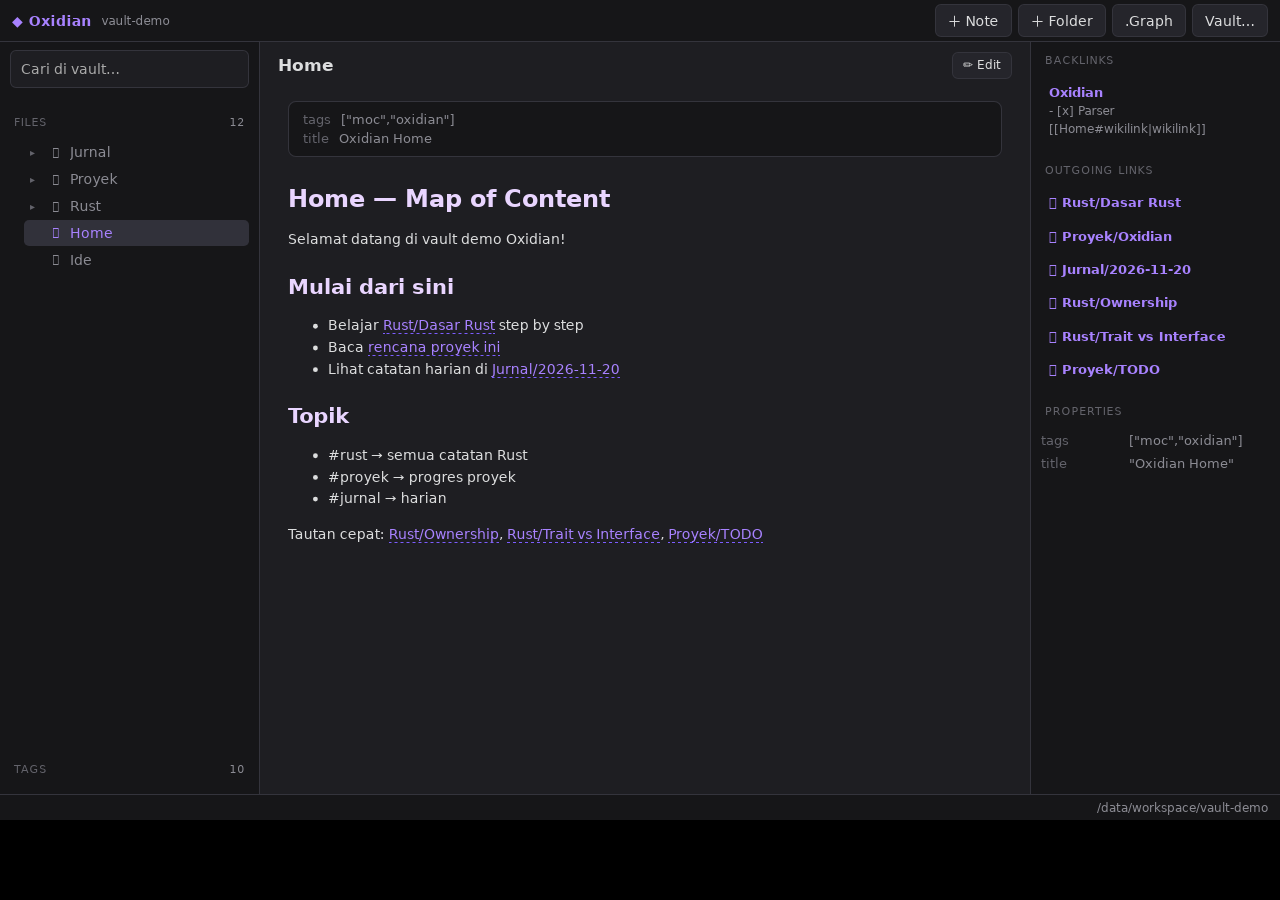 ◆ Oxidian vault-demo
+ Note + Folder .Graph Vault...
Cari di vault...
FILES 12
▸ Jurnal
▸ Proyek
▸ Rust
Home
Ide
TAGS 10
Home
✏ Edit
tags ["moc","oxidian"]
title Oxidian Home
Home — Map of Content
Selamat datang di vault demo Oxidian!
Mulai dari sini
• Belajar Rust/Dasar Rust step by step
• Baca rencana proyek ini
• Lihat catatan harian di Jurnal/2026-11-20
Topik
• #rust → semua catatan Rust
• #proyek → progres proyek
• #jurnal → harian
Tautan cepat: Rust/Ownership, Rust/Trait vs Interface, Proyek/TODO
BACKLINKS
Oxidian
- [x] Parser
[[Home#wikilink|wikilink]]
OUTGOING LINKS
Rust/Dasar Rust
Proyek/Oxidian
Jurnal/2026-11-20
Rust/Ownership
Rust/Trait vs Interface
Proyek/TODO
PROPERTIES
tags ["moc","oxidian"]
title "Oxidian Home"
/data/workspace/vault-demo